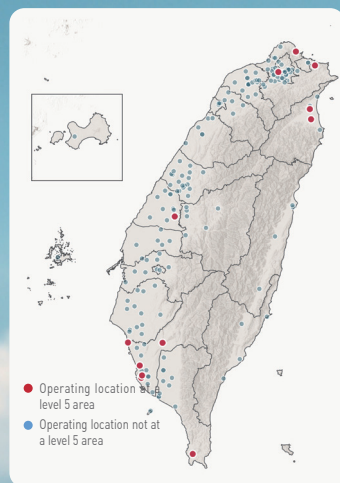 Operating location at a
level 5 area
Operating location not at
a level 5 area